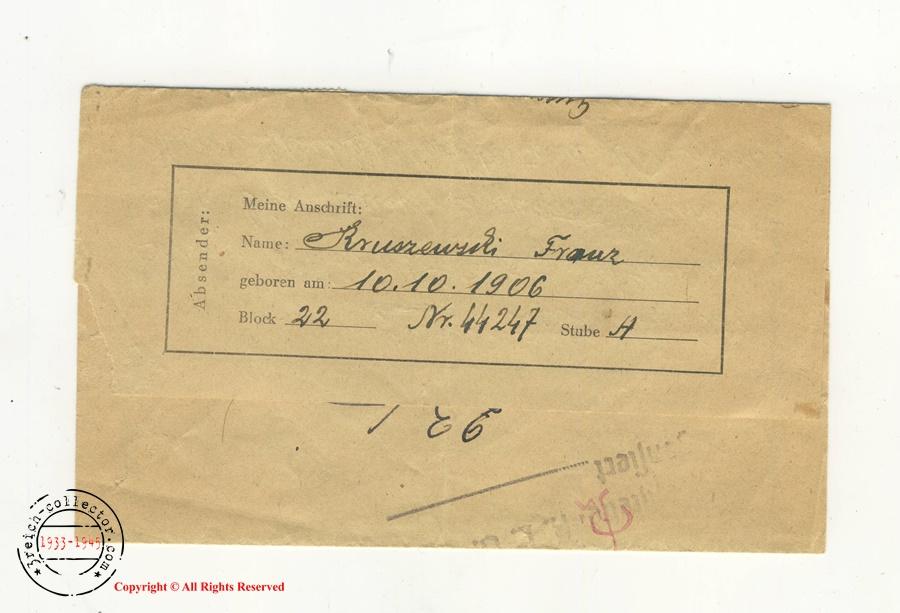 Absender:
Meine Anschrift:
Name: Kruszewski Franz
geboren am: 10.10.1906
Block 22 Nr. 44247 Stube A
3reich-collector.com
1933-1945
Copyright © All Rights Reserved